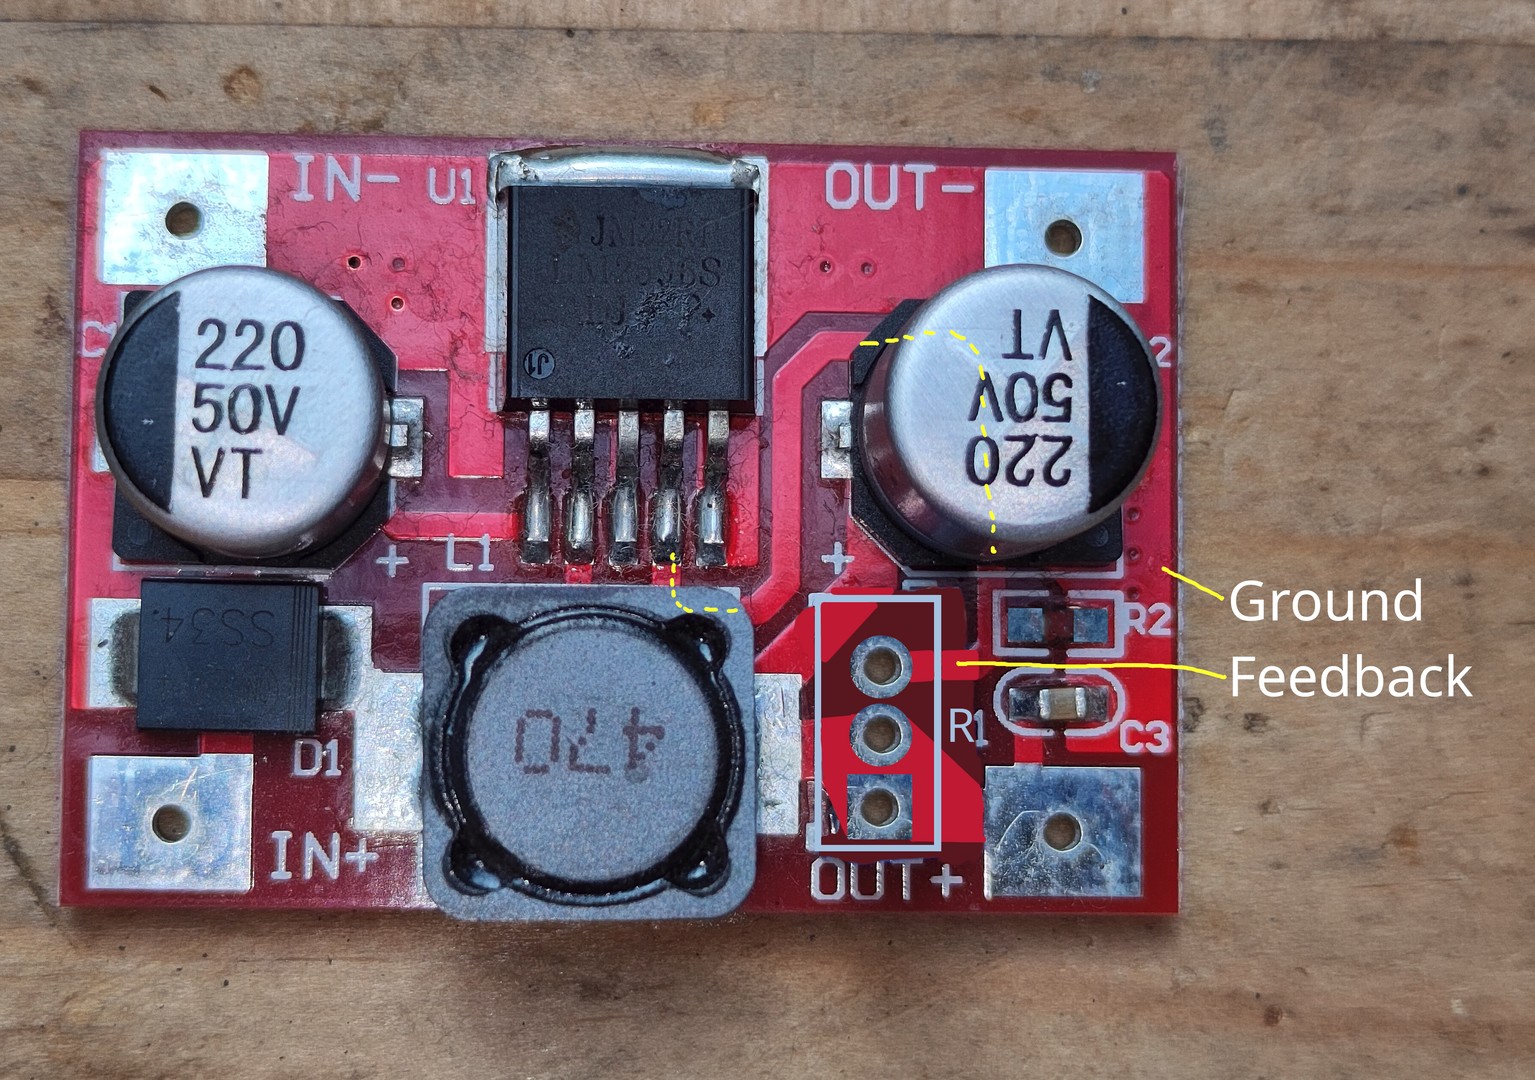 IN-
U1
OUT-
220
50V
VT
220
50V
VT
J1
+
L1
+
2
Ground
R2
Feedback
SS34
470
R1
C3
D1
IN+
OUT+